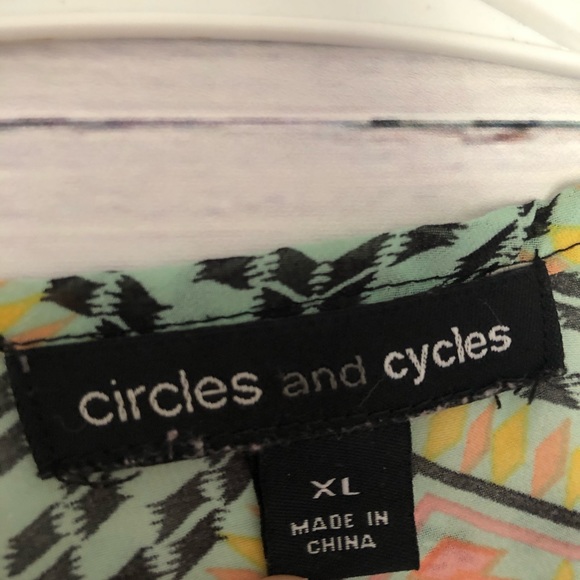 circles and cycles
XL
MADE IN
CHINA